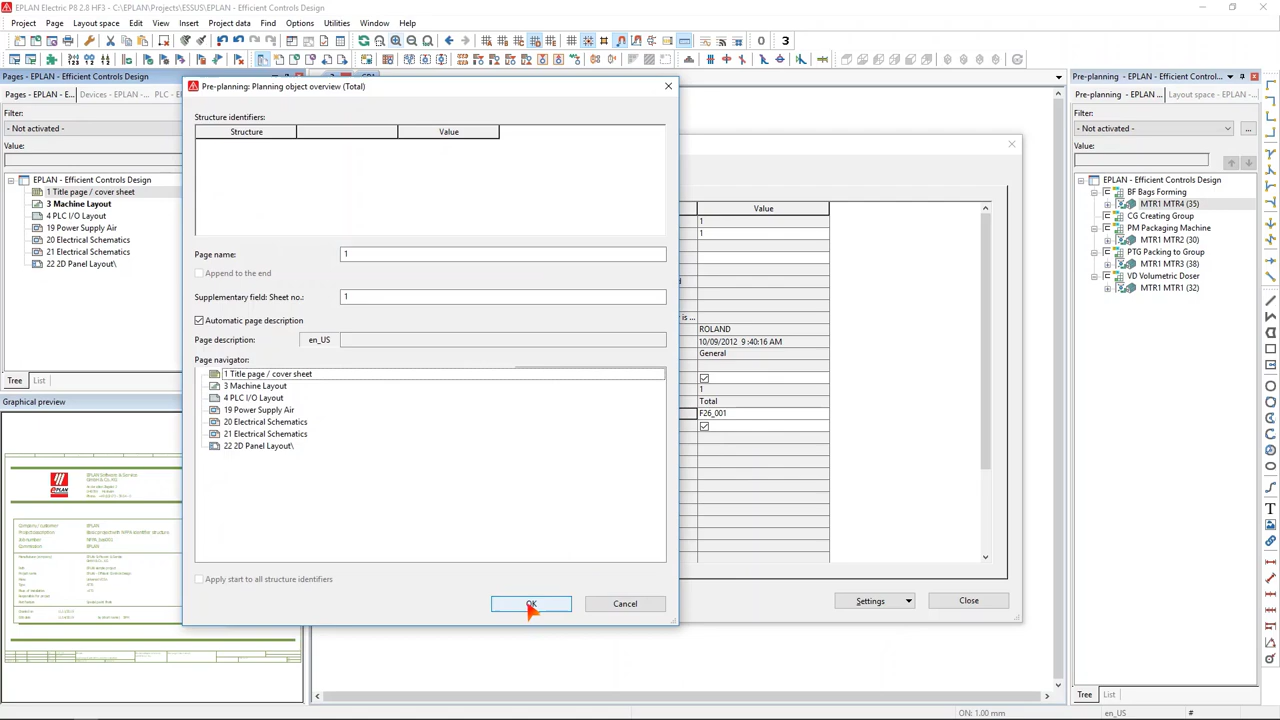 EPLAN Electric P8 2.8 HF3 - C:\EPLAN\Projects\ESSUS\EPLAN - Efficient Controls Design
Project Page Layout space Edit View Insert Project data Find Options Utilities Window Help
0 3
Pages - EPLAN - Efficient Controls Design
Pages - EPLAN - E... Devices - EPLAN -... PLC - E
Filter:
- Not activated -
Value:
EPLAN - Efficient Controls Design
1 Title page / cover sheet
3 Machine Layout
4 PLC I/O Layout
19 Power Supply Air
20 Electrical Schematics
21 Electrical Schematics
22 2D Panel Layout\
Tree List
Graphical preview
EPLAN
Company / customer EPLAN
Pre-planning: Planning object overview (Total)
Structure identifiers:
Structure Value
Page name: 1
Append to the end
Supplementary field: Sheet no.: 1
Automatic page description
Page description: en_US
Page navigator:
1 Title page / cover sheet
3 Machine Layout
4 PLC I/O Layout
19 Power Supply Air
20 Electrical Schematics
21 Electrical Schematics
22 2D Panel Layout\
Apply start to all structure identifiers
OK Cancel
Value
1
1
is ...
ROLAND
10/09/2012 9:40:16 AM
General
1
Total
F26_001
Settings Close
Pre-planning - EPLAN - Efficient Control...
Pre-planning - EPLAN ... Layout space - EPLAN...
Filter:
- Not activated - ...
Value:
EPLAN - Efficient Controls Design
BF Bags Forming
MTR1 MTR4 (35)
CG Creating Group
PM Packaging Machine
MTR1 MTR2 (30)
PTG Packing to Group
MTR1 MTR3 (38)
VD Volumetric Doser
MTR1 MTR1 (32)
Tree List
ON: 1.00 mm en_US #